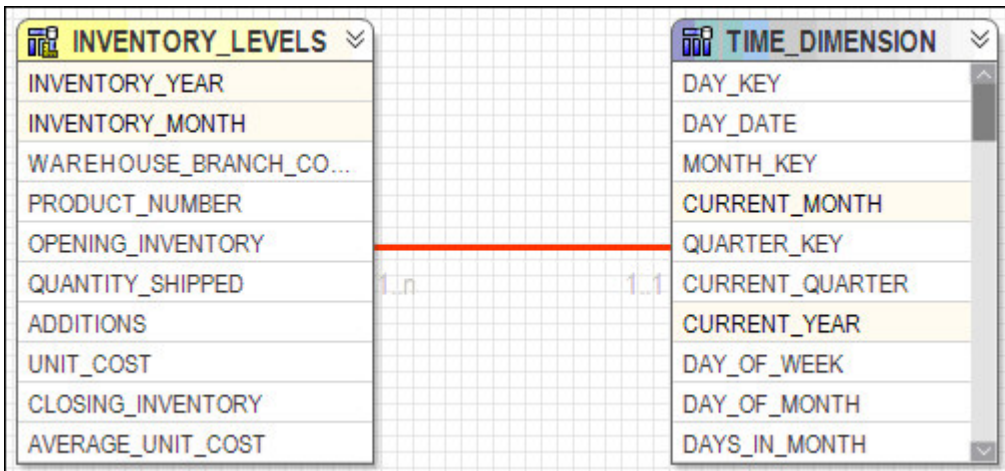 INVENTORY_LEVELS
INVENTORY_YEAR
INVENTORY_MONTH
WAREHOUSE_BRANCH_CO...
PRODUCT_NUMBER
OPENING_INVENTORY
QUANTITY_SHIPPED
ADDITIONS
UNIT_COST
CLOSING_INVENTORY
AVERAGE_UNIT_COST
1..n
1..1
TIME_DIMENSION
DAY_KEY
DAY_DATE
MONTH_KEY
CURRENT_MONTH
QUARTER_KEY
CURRENT_QUARTER
CURRENT_YEAR
DAY_OF_WEEK
DAY_OF_MONTH
DAYS_IN_MONTH